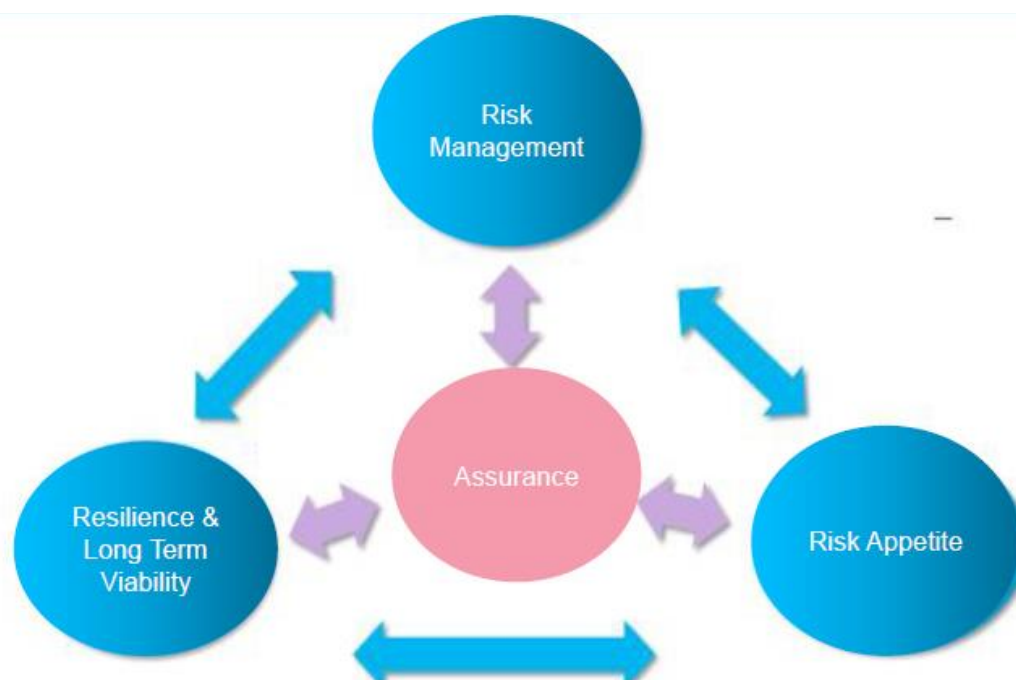 Risk
Management
Assurance
Resilience &
Long Term
Viability
Risk Appetite